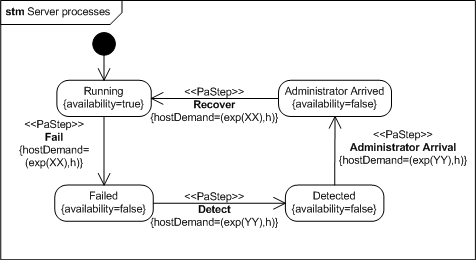 stm Server processes
Running
{availability=true}
<<PaStep>>
Recover
{hostDemand=(exp(XX),h)}
Administrator Arrived
{availability=false}
<<PaStep>>
Fail
{hostDemand=
(exp(XX),h)}
<<PaStep>>
Administrator Arrival
{hostDemand=(exp(YY),h)}
Failed
{availability=false}
<<PaStep>>
Detect
{hostDemand=(exp(YY),h)}
Detected
{availability=false}